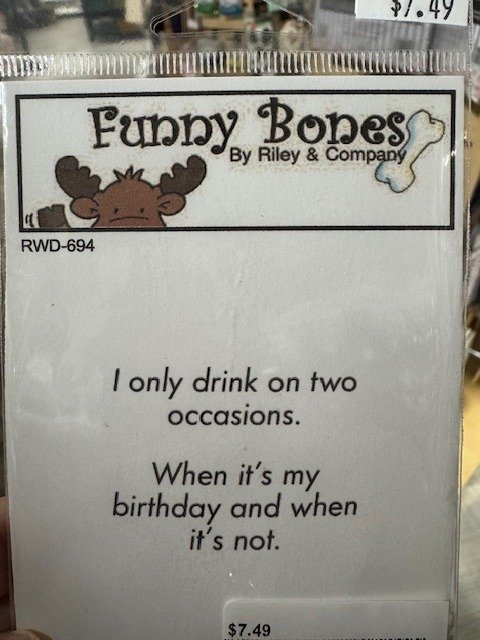 $7.49
Funny Bones
By Riley & Company
RWD-694
I only drink on two
occasions.
When it's my
birthday and when
it's not.
$7.49